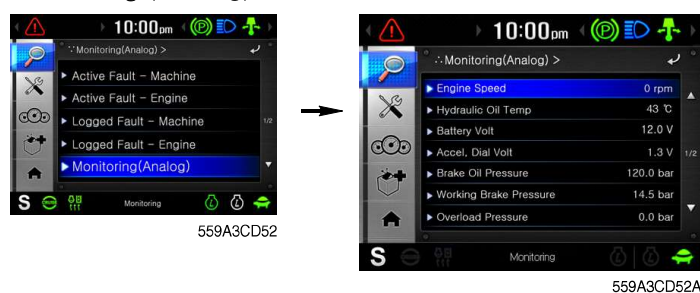 10:00pm
∵Monitoring(Analog) >
▶ Active Fault - Machine
▶ Active Fault - Engine
▶ Logged Fault - Machine
▶ Logged Fault - Engine
▶ Monitoring(Analog)
1/2
S
Monitoring
559A3CD52
10:00pm
∴Monitoring(Analog) >
▶ Engine Speed 0 rpm
▶ Hydraulic Oil Temp 43 ℃
▶ Battery Volt 12.0 V
▶ Accel, Dial Volt 1.3 V
▶ Brake Oil Pressure 120.0 bar
▶ Working Brake Pressure 14.5 bar
▶ Overload Pressure 0.0 bar
1/2
S
Monitoring
559A3CD52A